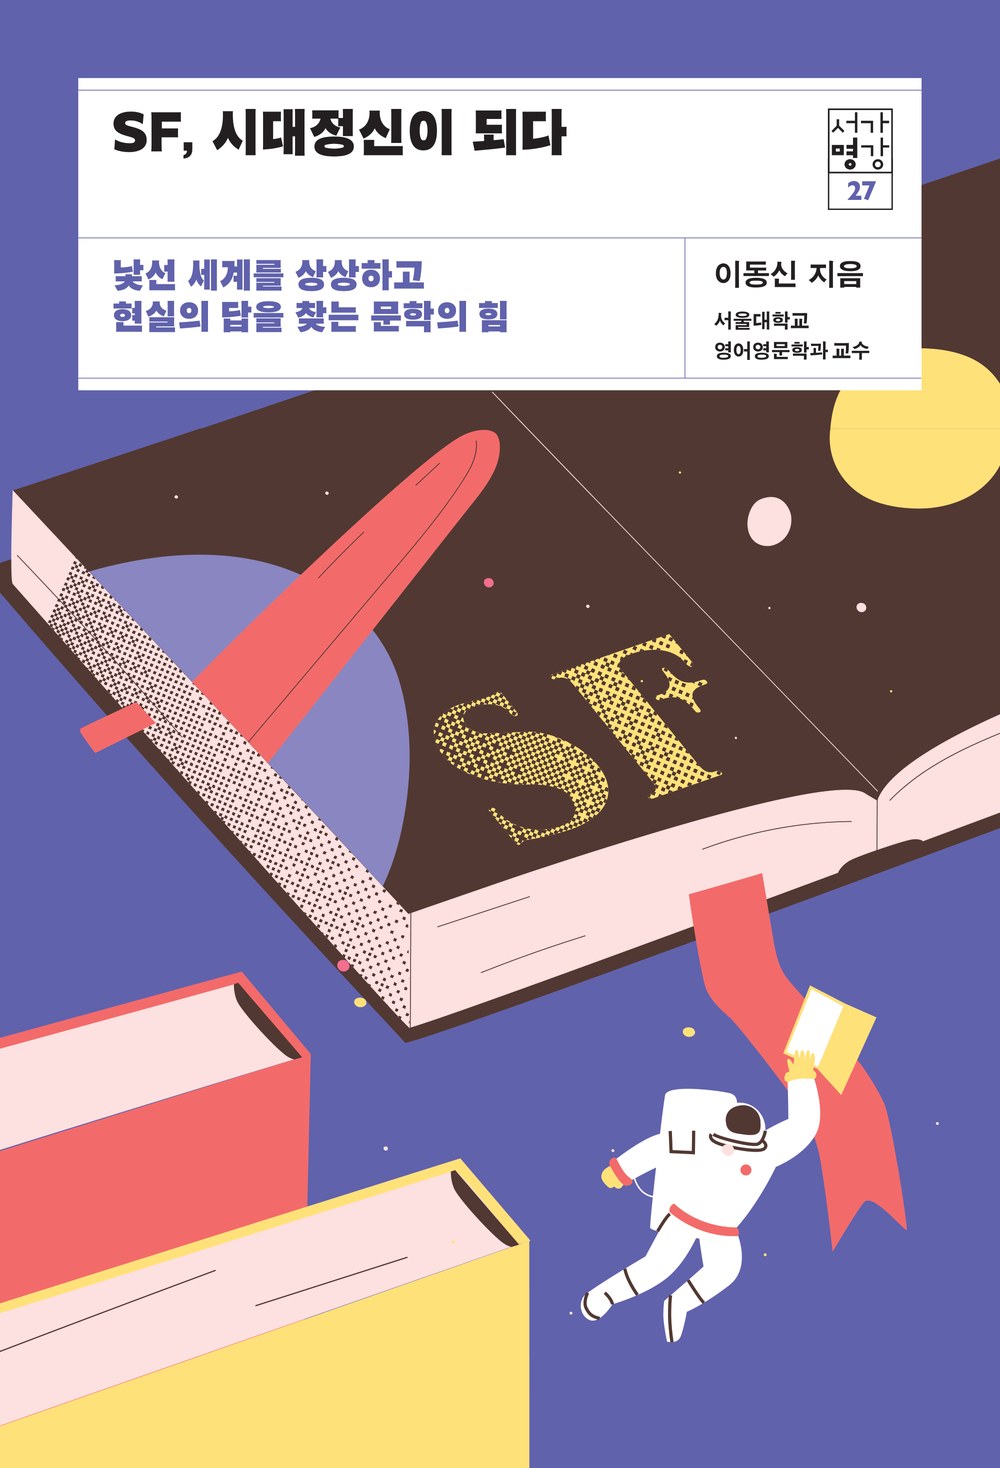 SF, 시대정신이 되다
서가
명강
27
낯선 세계를 상상하고
현실의 답을 찾는 문학의 힘
이동신 지음
서울대학교
영어영문학과 교수
SF